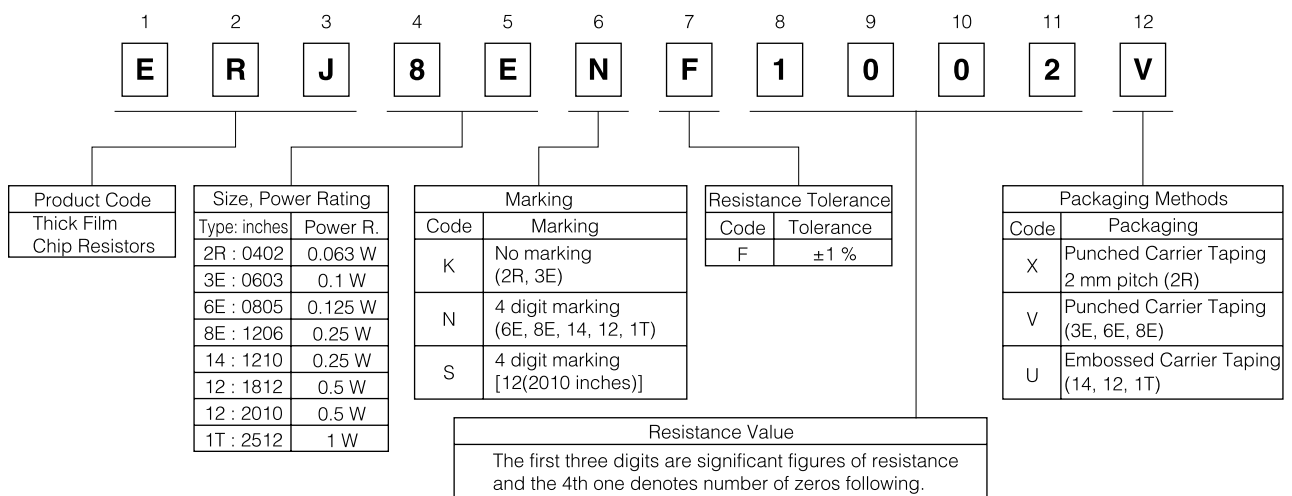 1 2 3 4 5 6 7 8 9 10 11 12
E R J 8 E N F 1 0 0 2 V
Product Code
Thick Film
Chip Resistors
Size, Power Rating
Type: inches Power R.
2R : 0402 0.063 W
3E : 0603 0.1 W
6E : 0805 0.125 W
8E : 1206 0.25 W
14 : 1210 0.25 W
12 : 1812 0.5 W
12 : 2010 0.5 W
1T : 2512 1 W
Marking
Code Marking
K No marking
(2R, 3E)
N 4 digit marking
(6E, 8E, 14, 12, 1T)
S 4 digit marking
[12(2010 inches)]
Resistance Tolerance
Code Tolerance
F ±1 %
Resistance Value
The first three digits are significant figures of resistance
and the 4th one denotes number of zeros following.
Packaging Methods
Code Packaging
X Punched Carrier Taping
2 mm pitch (2R)
V Punched Carrier Taping
(3E, 6E, 8E)
U Embossed Carrier Taping
(14, 12, 1T)